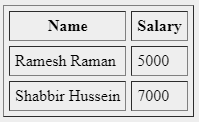 Name Salary
Ramesh Raman 5000
Shabbir Hussein 7000